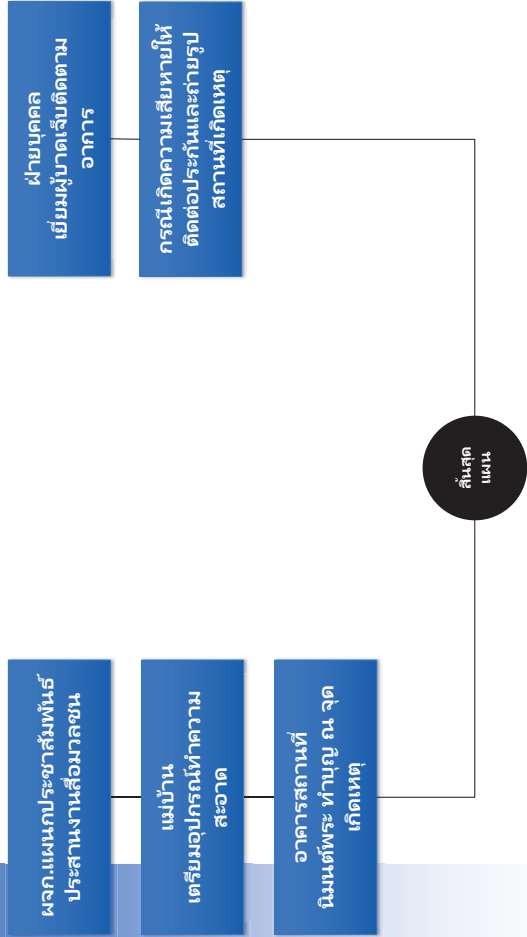 ผจก.แผนกประชาสัมพันธ์
ประสานงานสื่อมวลชน
แม่บ้าน
เตรียมอุปกรณ์ทำความ
สะอาด
อาคารสถานที่
นิมนต์พระ ทำบุญ ณ จุด
เกิดเหตุ
ฝ่ายบุคคล
เยี่ยมผู้บาดเจ็บติดตาม
อาการ
กรณีเกิดความเสียหายให้
ติดต่อประกันและถ่ายรูป
สถานที่เกิดเหตุ
สิ้นสุด
แผน